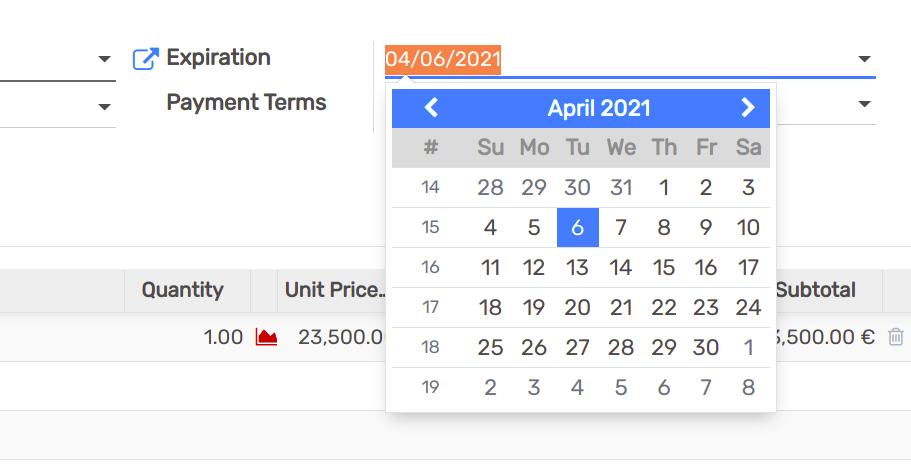 Expiration
04/06/2021
Payment Terms
April 2021
# Su Mo Tu We Th Fr Sa
14 28 29 30 31 1 2 3
15 4 5 6 7 8 9 10
16 11 12 13 14 15 16 17
17 18 19 20 21 22 23 24
18 25 26 27 28 29 30 1
19 2 3 4 5 6 7 8
Quantity Unit Price.. Subtotal
1.00 23,500.0 ,500.00 €